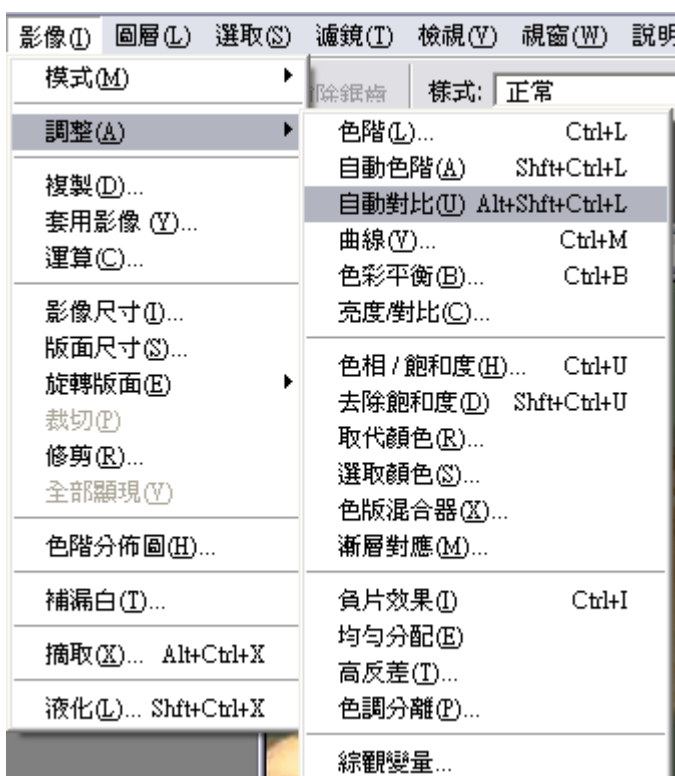 影像(I) 圖層(L) 選取(S) 濾鏡(T) 檢視(V) 視窗(W) 說明
模式(M)
除鋸齒 樣式: 正常
調整(A)
複製(D)...
套用影像 (Y)...
運算(C)...
影像尺寸(I)...
版面尺寸(S)...
旋轉版面(E)
裁切(P)
修剪(R)...
全部顯現(V)
色階分佈圖(H)...
補漏白(T)...
摘取(X)... Alt+Ctrl+X
液化(L)... Shft+Ctrl+X
色階(L)... Ctrl+L
自動色階(A) Shft+Ctrl+L
自動對比(U) Alt+Shft+Ctrl+L
曲線(V)... Ctrl+M
色彩平衡(B)... Ctrl+B
亮度/對比(C)...
色相 / 飽和度(H)... Ctrl+U
去除飽和度(D) Shft+Ctrl+U
取代顏色(R)...
選取顏色(S)...
色版混合器(X)...
漸層對應(M)...
負片效果(I) Ctrl+I
均勻分配(E)
高反差(T)...
色調分離(P)...
綜觀變量...